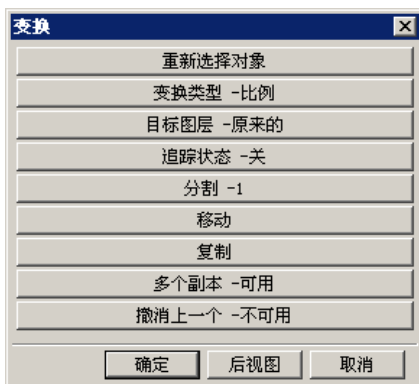 变换
重新选择对象
变换类型 -比例
目标图层 -原来的
追踪状态 -关
分割 -1
移动
复制
多个副本 -可用
撤消上一个 -不可用
确定 后视图 取消